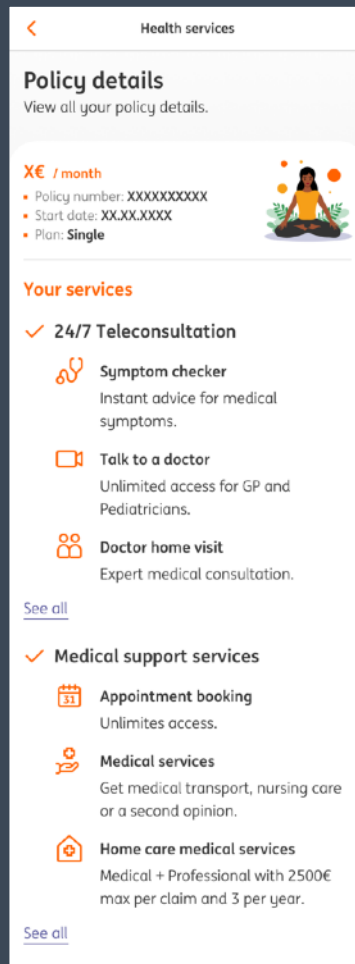 Health services
Policy details
View all your policy details.
X€ / month
Policy number: XXXXXXXXXX
Start date: XX.XX.XXXX
Plan: Single
Your services
24/7 Teleconsultation
Symptom checker
Instant advice for medical
symptoms.
Talk to a doctor
Unlimited access for GP and
Pediatricians.
Doctor home visit
Expert medical consultation.
See all
Medical support services
31
Appointment booking
Unlimites access.
Medical services
Get medical transport, nursing care
or a second opinion.
Home care medical services
Medical + Professional with 2500€
max per claim and 3 per year.
See all